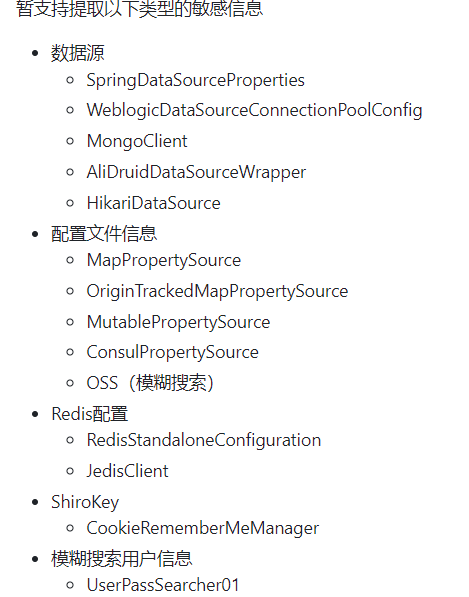 暂支持提取以下类型的敏感信息
数据源
SpringDataSourceProperties
WeblogicDataSourceConnectionPoolConfig
MongoClient
AliDruidDataSourceWrapper
HikariDataSource
配置文件信息
MapPropertySource
OriginTrackedMapPropertySource
MutablePropertySource
ConsulPropertySource
OSS（模糊搜索）
Redis配置
RedisStandaloneConfiguration
JedisClient
ShiroKey
CookieRememberMeManager
模糊搜索用户信息
UserPassSearcher01